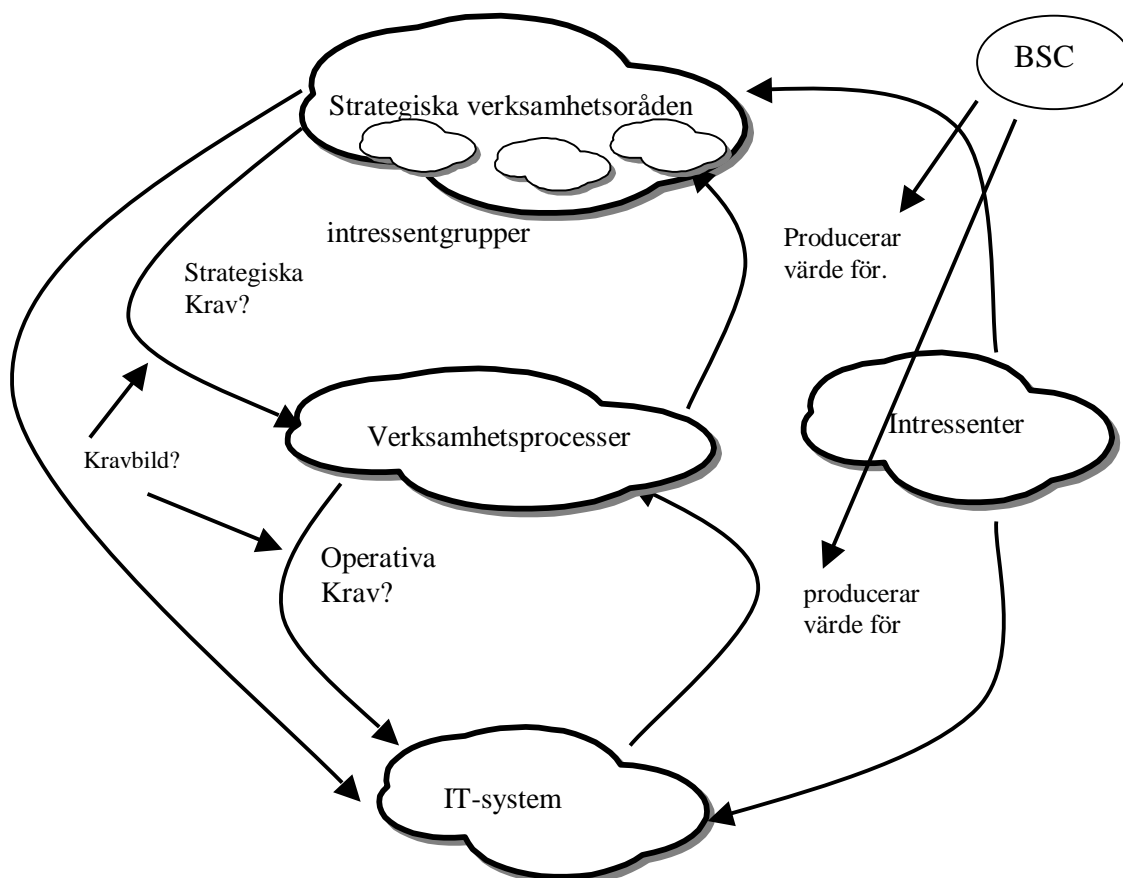 BSC
Strategiska verksamhetsoråden
intressentgrupper
Producerar
värde för.
Strategiska
Krav?
Verksamhetsprocesser
Intressenter
Kravbild?
Operativa
Krav?
producerar
värde för
IT-system